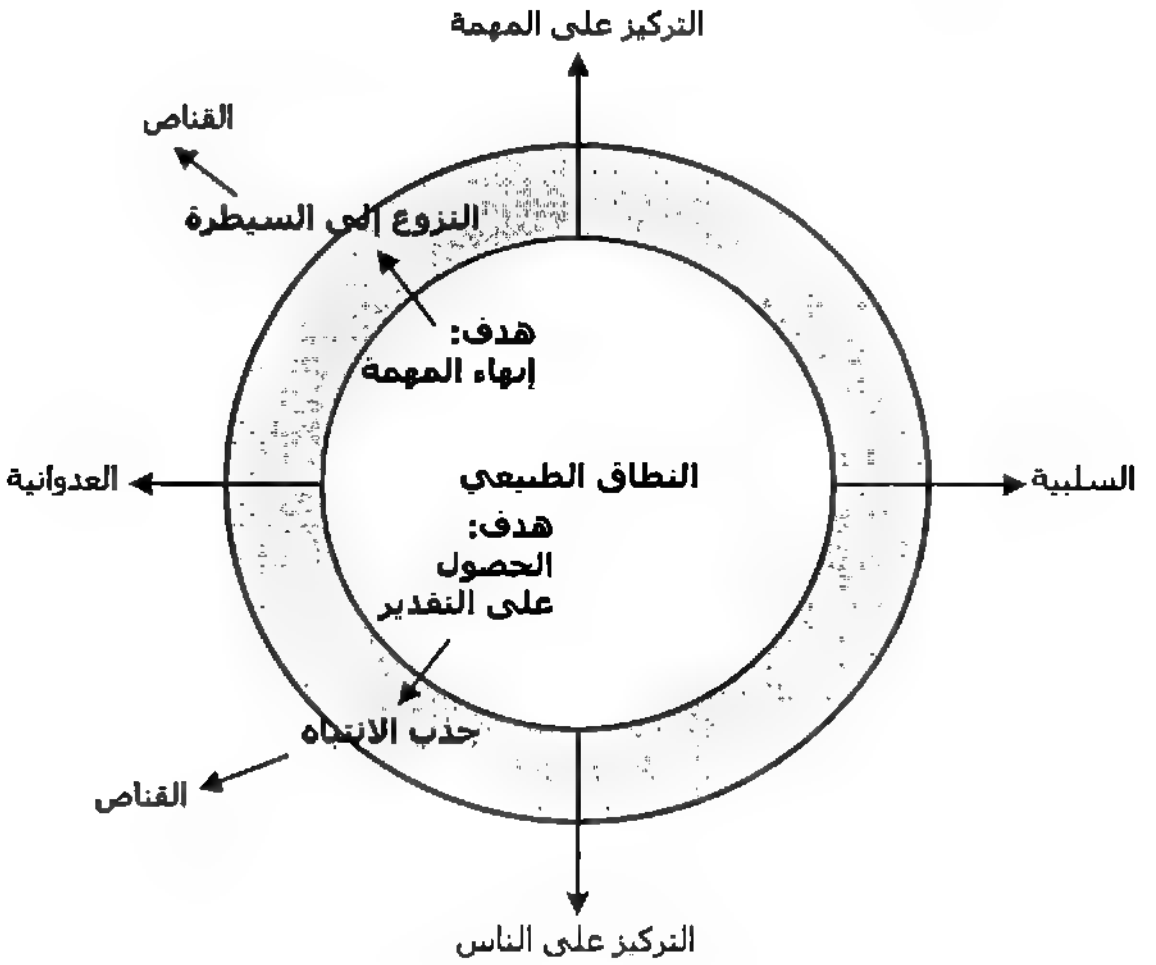 التركيز على المهمة
القناص
النزوع إلى السيطرة
هدف:
إنهاء المهمة
العدوانية
النطاق الطبيعي
السلبية
هدف:
الحصول
على التقدير
جذب الانتباه
القناص
التركيز على الناس